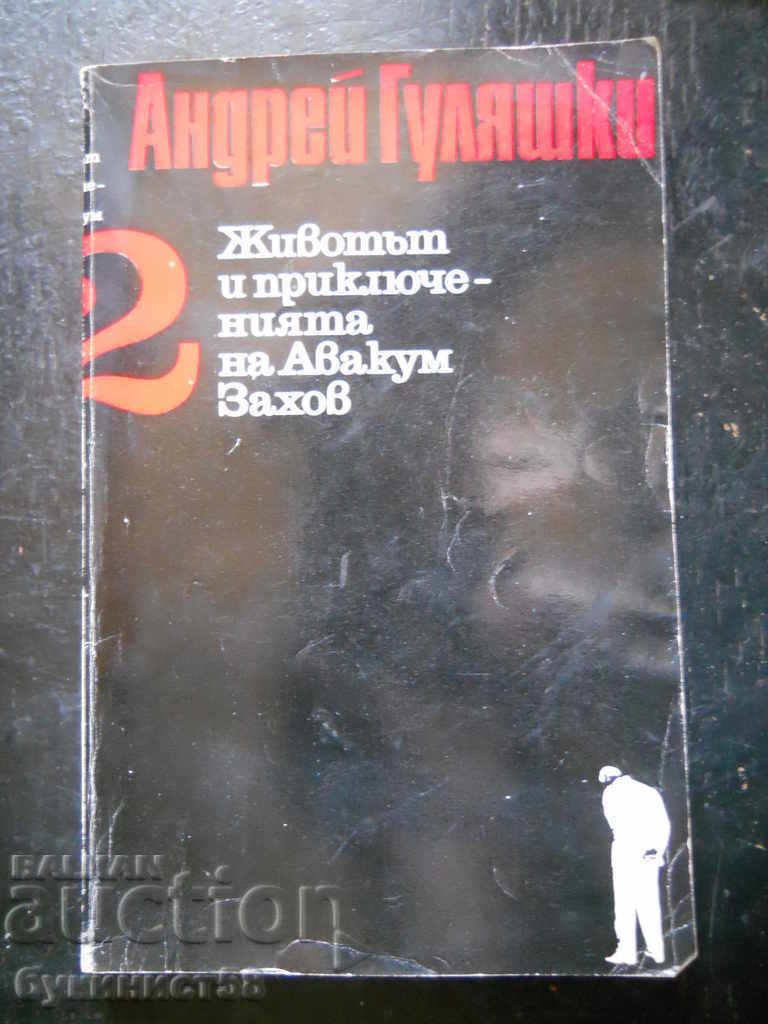 Андрей Гуляшки
2
Животът
и приключе-
нията
на Авакум
Захов
BALKAN
auction
букинист58